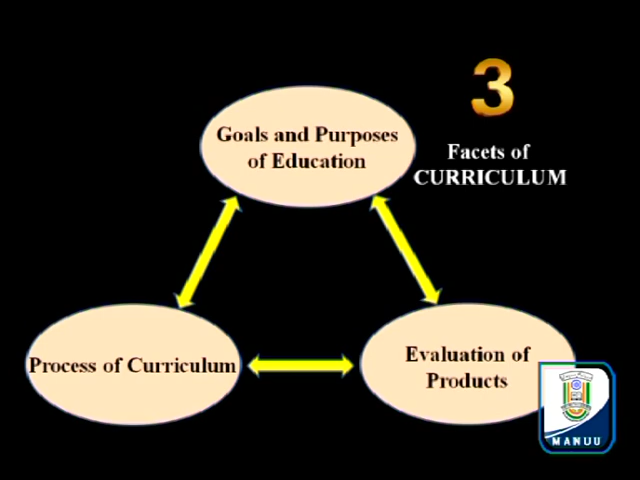 3
Facets of
CURRICULUM
Goals and Purposes
of Education
Process of Curriculum
Evaluation of
Products
MANUU